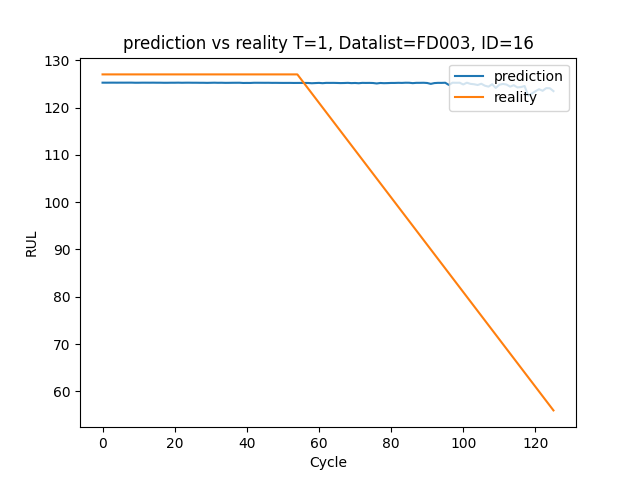 prediction vs reality T=1, Datalist=FD003, ID=16
130
120
110
100
90
80
70
60
RUL
prediction
reality
0 20 40 60 80 100 120
Cycle